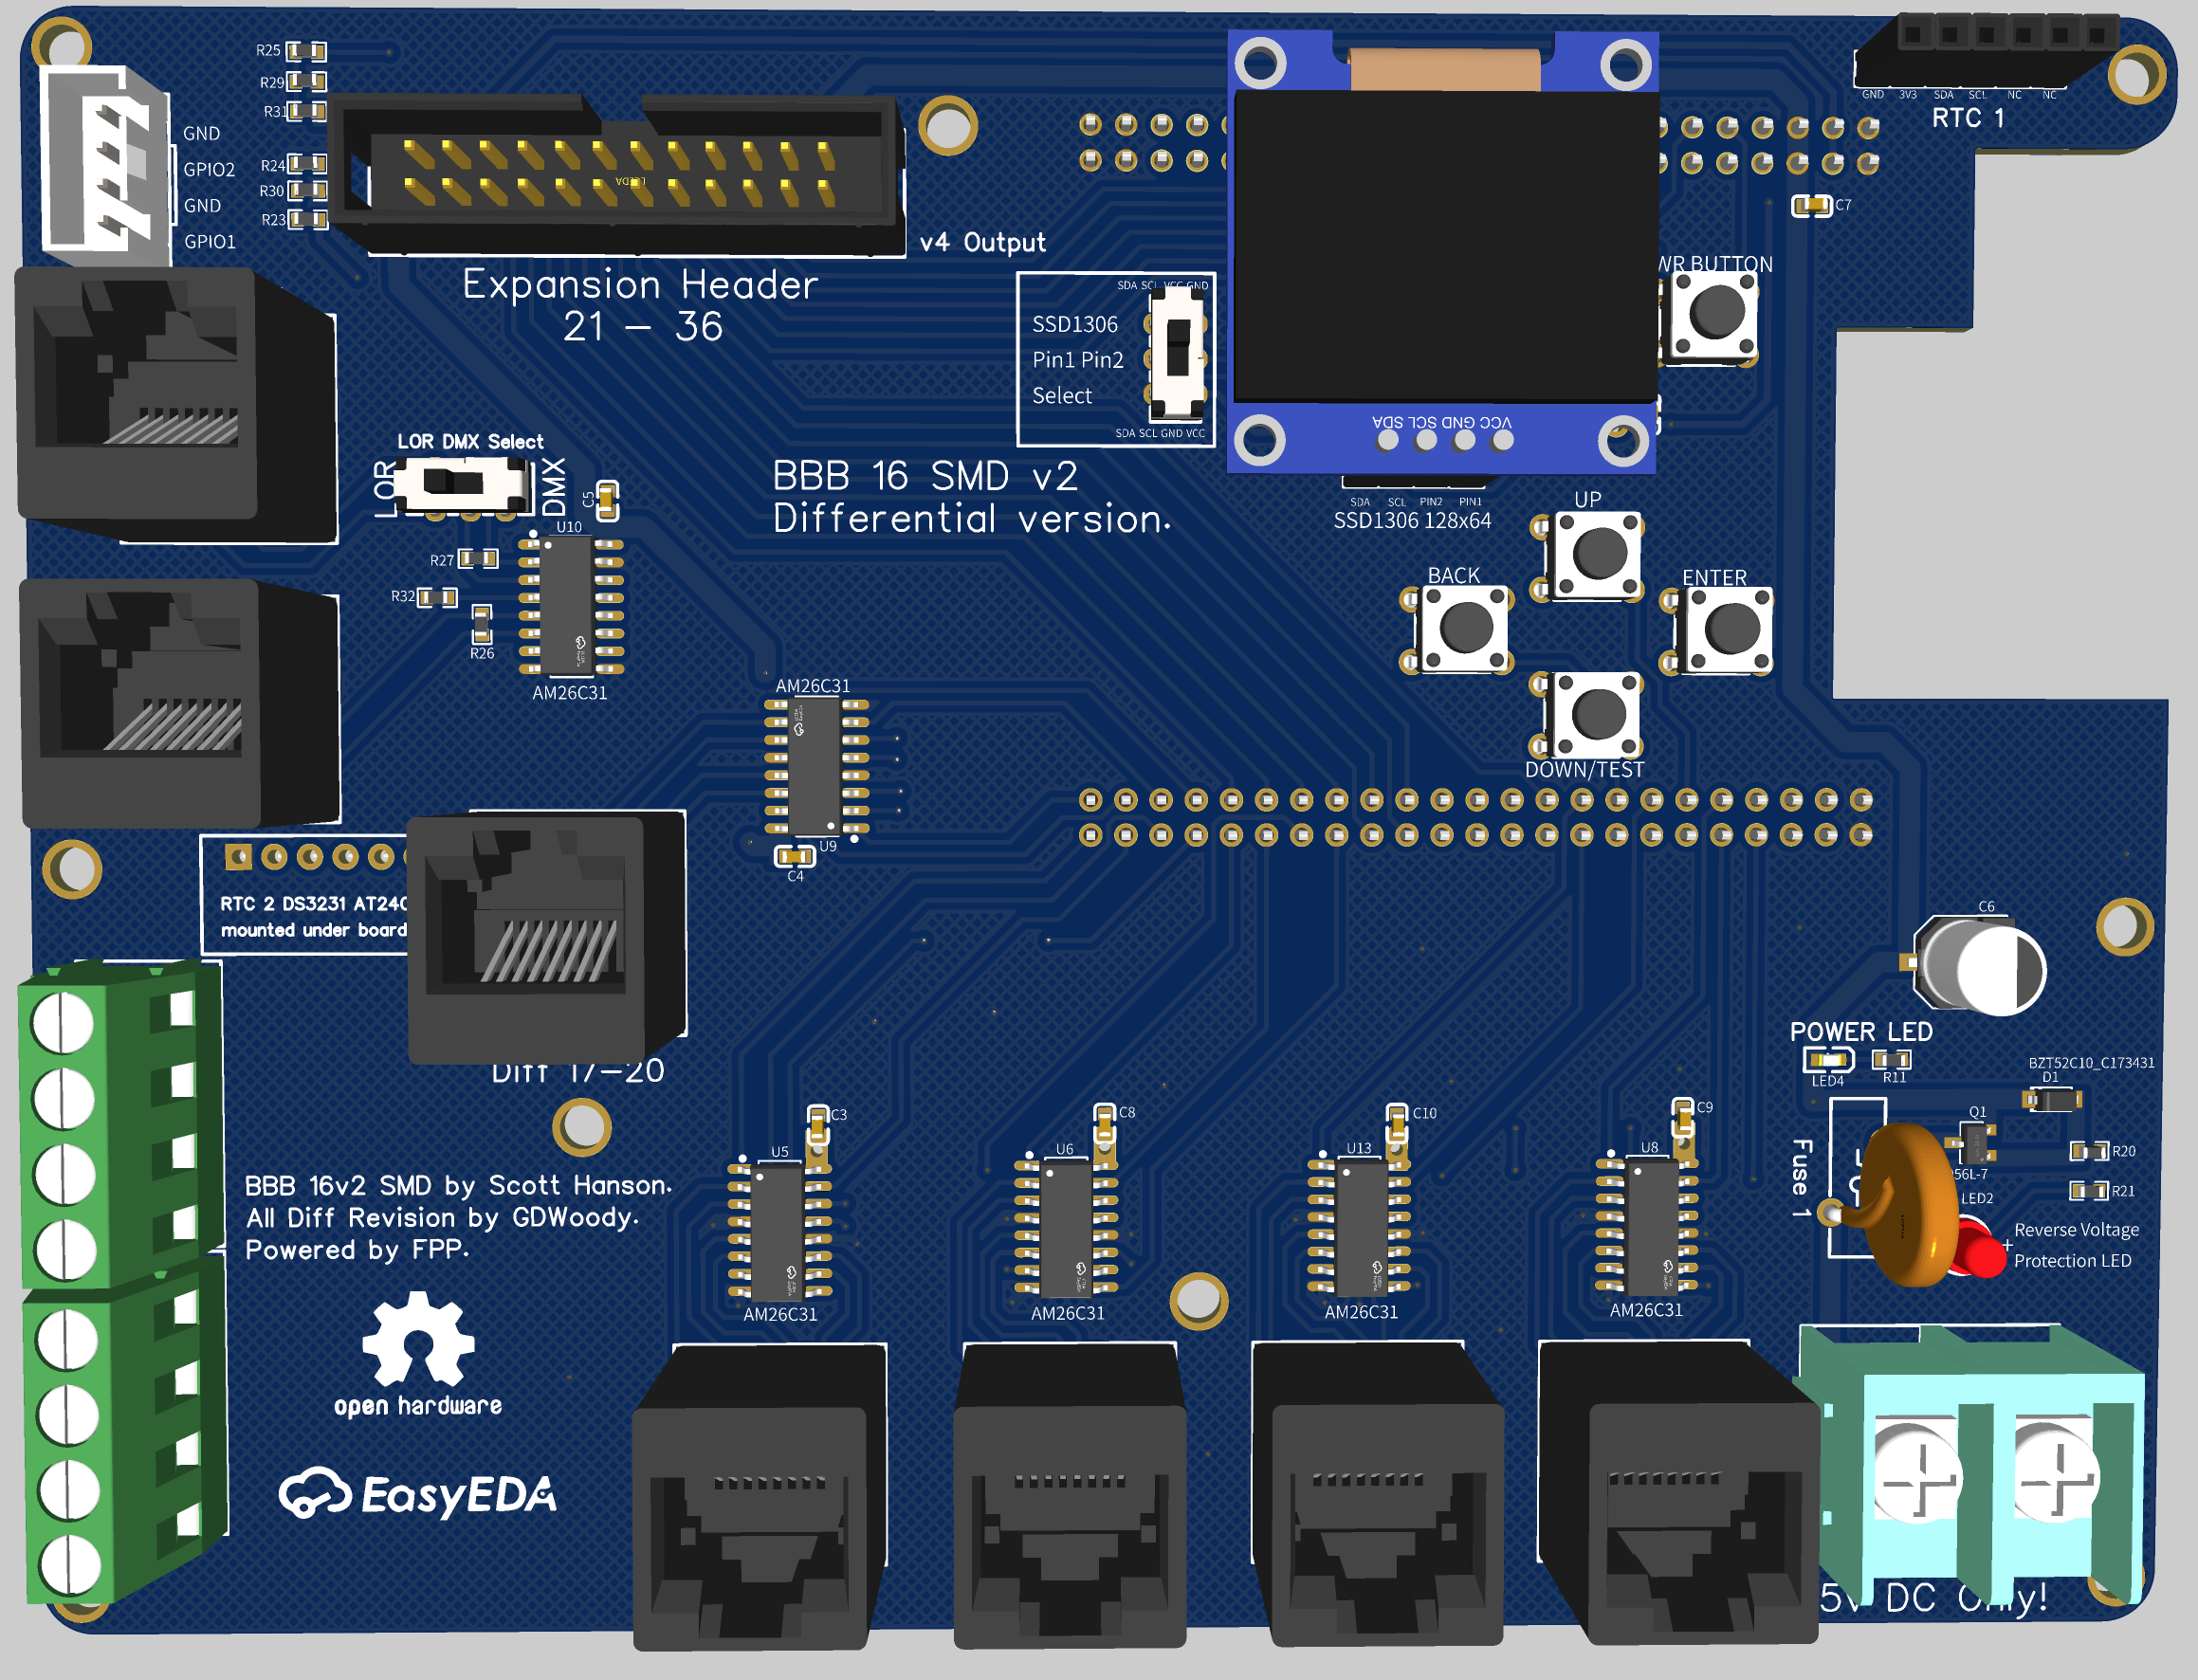 R25
R29
R31
R24
R30
R23
GND
GPIO2
GND
GPIO1
v4 Output
Expansion Header
21 - 36
GND 3V3 SDA SCL NC NC
RTC 1
C7
WR BUTTON
SDA SCL VCC GND
SSD1306
Pin1 Pin2
Select
SDA SCL GND VCC
VCC GND SCL SDA
SDA SCL PIN2 PIN1
SSD1306 128x64
LOR DMX Select
LOR
DMX
C5
U10
R27
R32
R26
AM26C31
BBB 16 SMD v2
Differential version.
UP
BACK
ENTER
DOWN/TEST
AM26C31
U9
C4
RTC 2 DS3231 AT24C
mounted under board
Diff 17-20
C6
POWER LED
LED4
R11
BZT52C10_C173431
D1
Q1
56L-7
LED2
R20
R21
Fuse 1
Reverse Voltage
+
Protection LED
C3
C8
C10
C9
U5
U6
U13
U8
AM26C31
AM26C31
AM26C31
AM26C31
BBB 16v2 SMD by Scott Hanson.
All Diff Revision by GDWoody.
Powered by FPP.
open hardware
EasyEDA
5V DC Only!